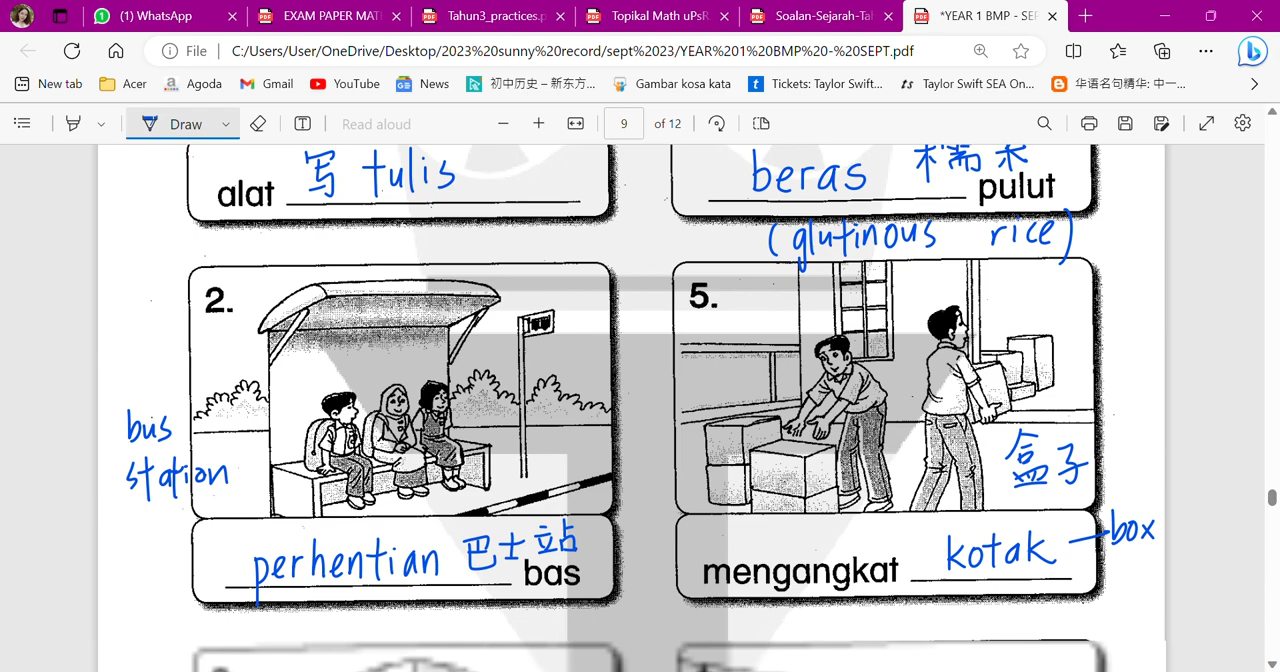 (1) WhatsApp
EXAM PAPER MAT
Tahun3_practices.p
Topikal Math uPsR
Soalan-Sejarah-Tah
*YEAR 1 BMP - SEP
File
C:/Users/User/OneDrive/Desktop/2023%20sunny%20record/sept%2023/YEAR%201%20BMP%20-%20SEPT.pdf
New tab
Acer
Agoda
Gmail
YouTube
News
初中历史 – 新东方...
Gambar kosa kata
Tickets: Taylor Swift...
Taylor Swift SEA On...
华语名句精华: 中一...
Draw
Read aloud
9 of 12
alat 写 tulis
beras 糯米 pulut
(glutinous rice)
2.
bus
station
perhentian 巴士站 bas
5.
盒子
mengangkat kotak – box